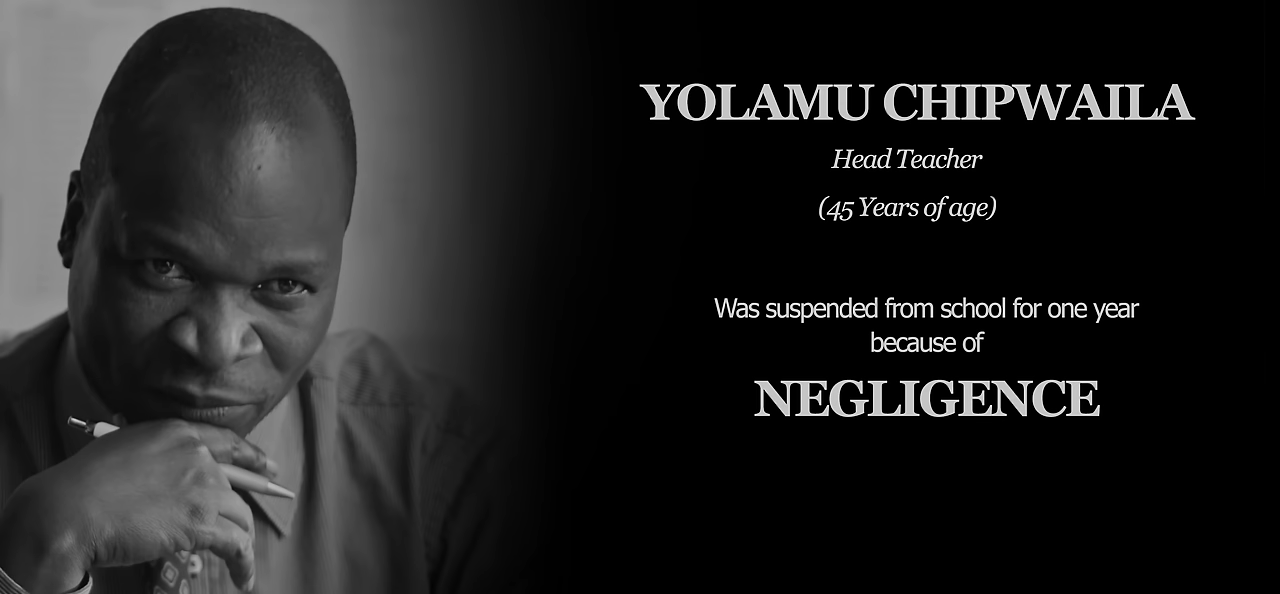 YOLAMU CHIPWAILA
Head Teacher
(45 Years of age)
Was suspended from school for one year
because of
NEGLIGENCE